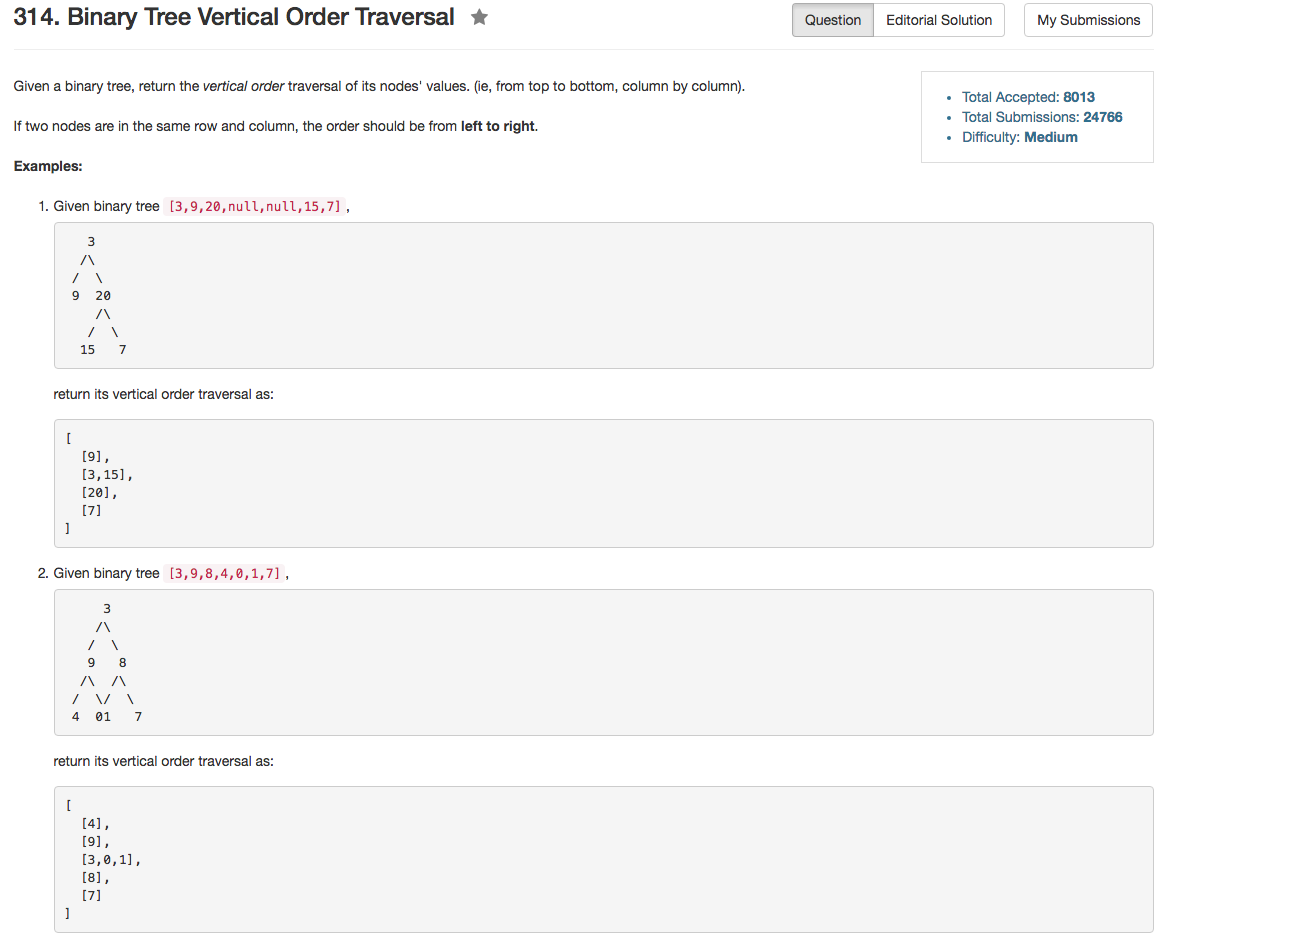 314. Binary Tree Vertical Order Traversal
Question
Editorial Solution
My Submissions
Given a binary tree, return the vertical order traversal of its nodes' values. (ie, from top to bottom, column by column).
If two nodes are in the same row and column, the order should be from left to right.
• Total Accepted: 8013
• Total Submissions: 24766
• Difficulty: Medium
Examples:
1. Given binary tree [3,9,20,null,null,15,7],
3
/\
/  \
9  20
/\
/  \
15   7
return its vertical order traversal as:
[
[9],
[3,15],
[20],
[7]
]
2. Given binary tree [3,9,8,4,0,1,7],
3
/\
/  \
9   8
/\  /\
/  \/  \
4  01   7
return its vertical order traversal as:
[
[4],
[9],
[3,0,1],
[8],
[7]
]